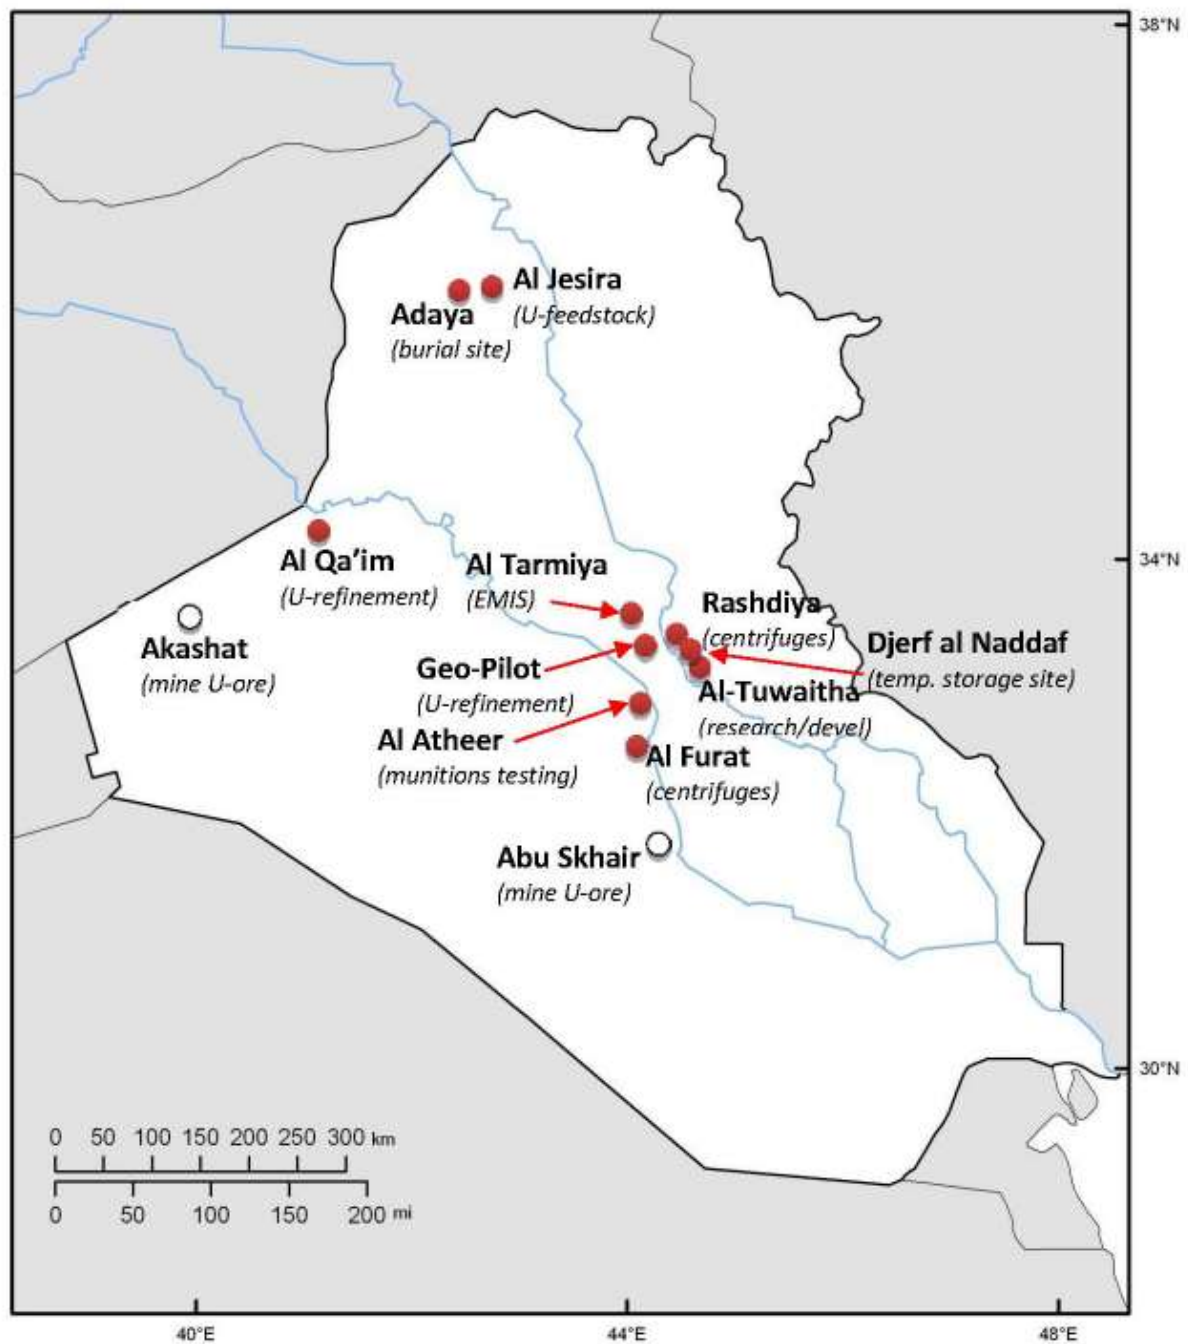 38°N
Al Jesira
(U-feedstock)
Adaya
(burial site)
34°N
Al Qa’im
(U-refinement)
Al Tarmiya
(EMIS)
Rashdiya
(centrifuges)
Djerf al Naddaf
(temp. storage site)
Akashat
(mine U-ore)
Geo-Pilot
(U-refinement)
Al-Tuwaitha
(research/devel)
Al Atheer
(munitions testing)
Al Furat
(centrifuges)
Abu Skhair
(mine U-ore)
30°N
0 50 100 150 200 250 300 km
0 50 100 150 200 mi
40°E 44°E 48°E